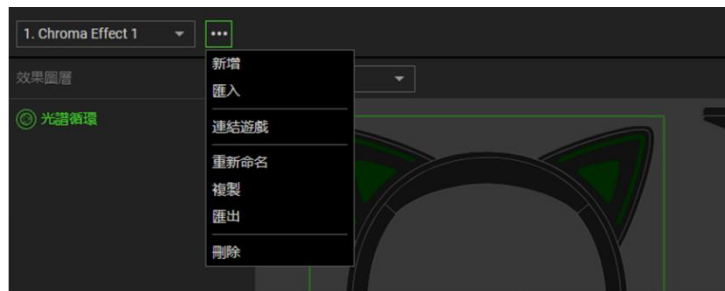 1. Chroma Effect 1
新增
效果圖層
匯入
光譜循環
連結遊戲
重新命名
複製
匯出
刪除